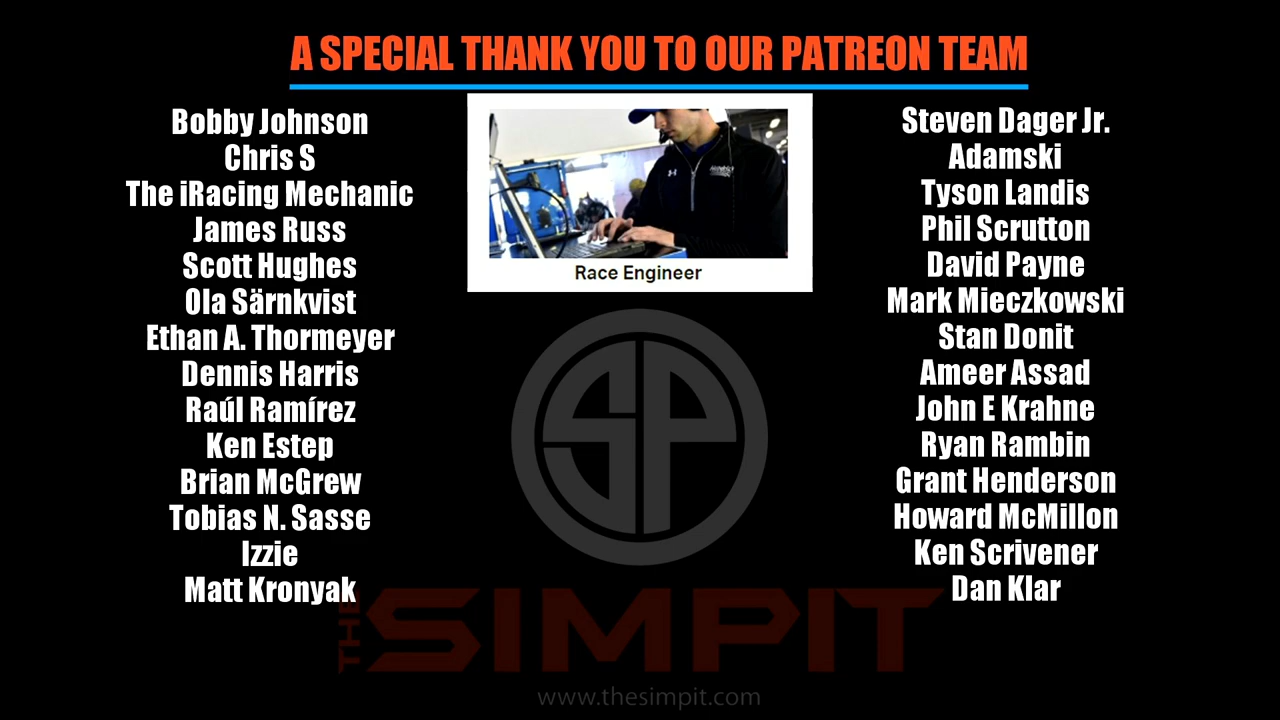 A SPECIAL THANK YOU TO OUR PATREON TEAM
Bobby Johnson
Chris S
The iRacing Mechanic
James Russ
Scott Hughes
Ola Särnkvist
Ethan A. Thormeyer
Dennis Harris
Raúl Ramírez
Ken Estep
Brian McGrew
Tobias N. Sasse
Izzie
Matt Kronyak
Race Engineer
SP
Steven Dager Jr.
Adamski
Tyson Landis
Phil Scrutton
David Payne
Mark Mieczkowski
Stan Donit
Ameer Assad
John E Krahne
Ryan Rambin
Grant Henderson
Howard McMillon
Ken Scrivener
Dan Klar
THE SIMPIT
www.thesimpit.com